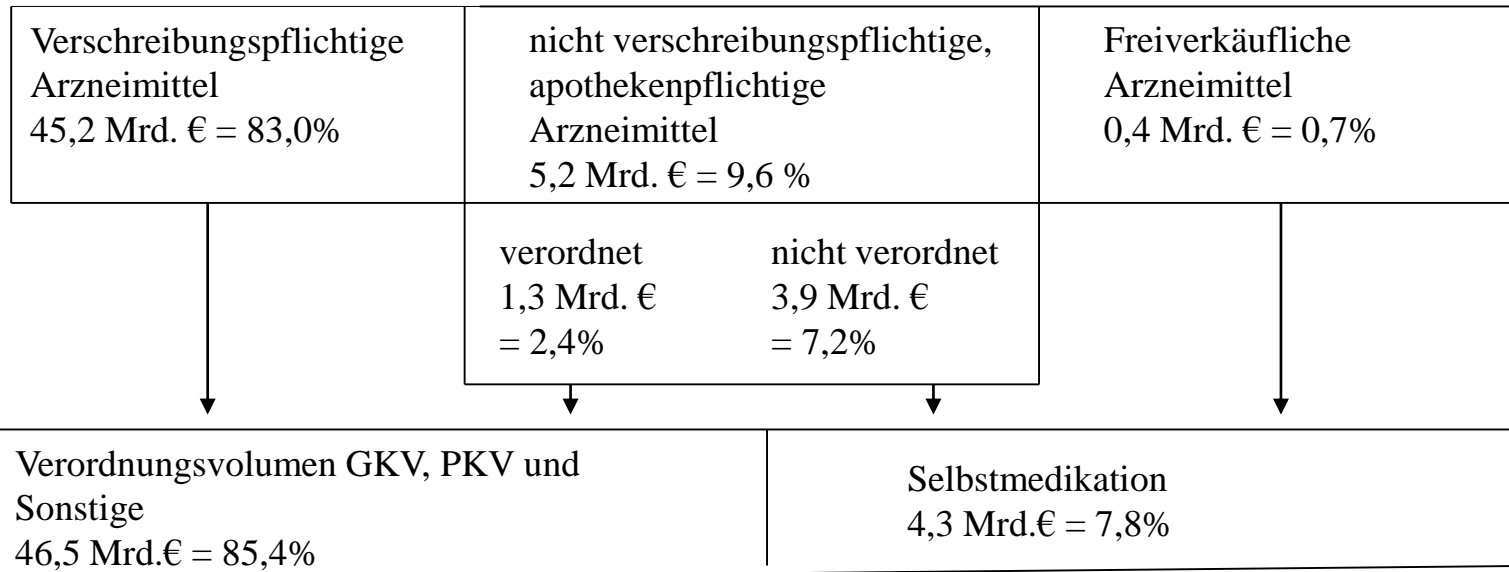 Verschreibungspflichtige
Arzneimittel
45,2 Mrd. € = 83,0%
nicht verschreibungspflichtige,
apothekenpflichtige
Arzneimittel
5,2 Mrd. € = 9,6 %
Freiverkäufliche
Arzneimittel
0,4 Mrd. € = 0,7%
verordnet
1,3 Mrd. €
= 2,4%
nicht verordnet
3,9 Mrd. €
= 7,2%
Verordnungsvolumen GKV, PKV und
Sonstige
46,5 Mrd.€ = 85,4%
Selbstmedikation
4,3 Mrd.€ = 7,8%